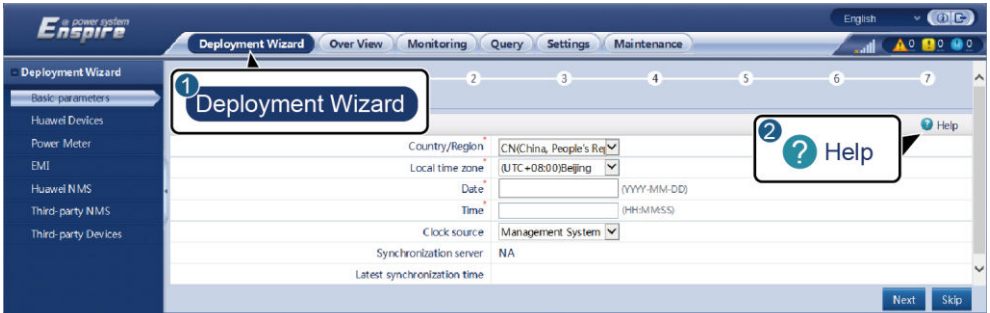 e power system
Enspire
English
Deployment Wizard
Over View
Monitoring
Query
Settings
Maintenance
0 0 0
Deployment Wizard
Basic parameters
Huawei Devices
Power Meter
EMI
Huawei NMS
Third-party NMS
Third-party Devices
1
Deployment Wizard
2 3 4 5 6 7
? Help
2
? Help
Country/Region * CN(China, People's Rep
Local time zone * (UTC+08:00)Beijing
Date * (YYYY-MM-DD)
Time * (HH:MM:SS)
Clock source Management System
Synchronization server NA
Latest synchronization time
Next Skip